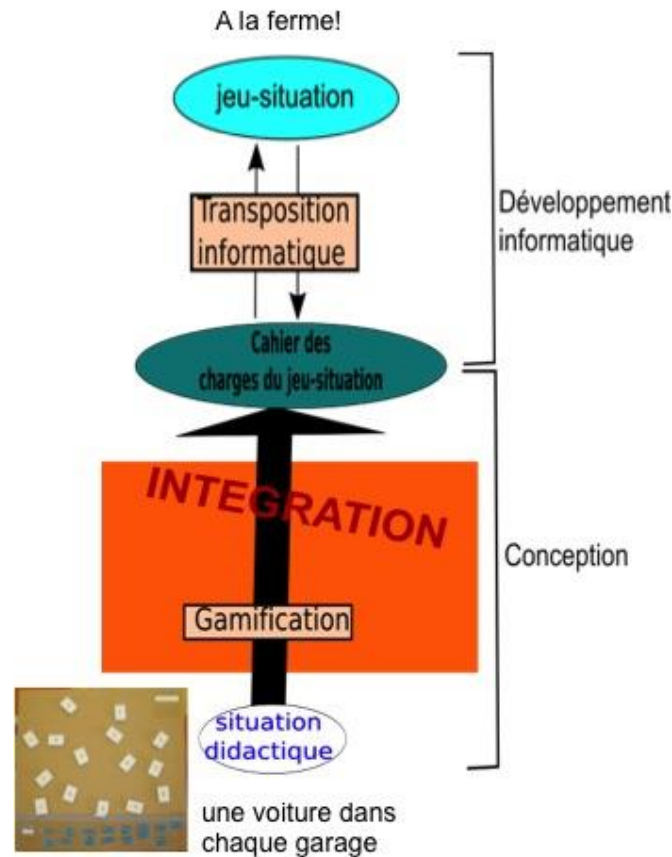 A la ferme!
jeu-situation
Transposition
informatique
Développement
informatique
Cahier des
charges du jeu-situation
INTEGRATION
Conception
Gamification
situation
didactique
une voiture dans
chaque garage